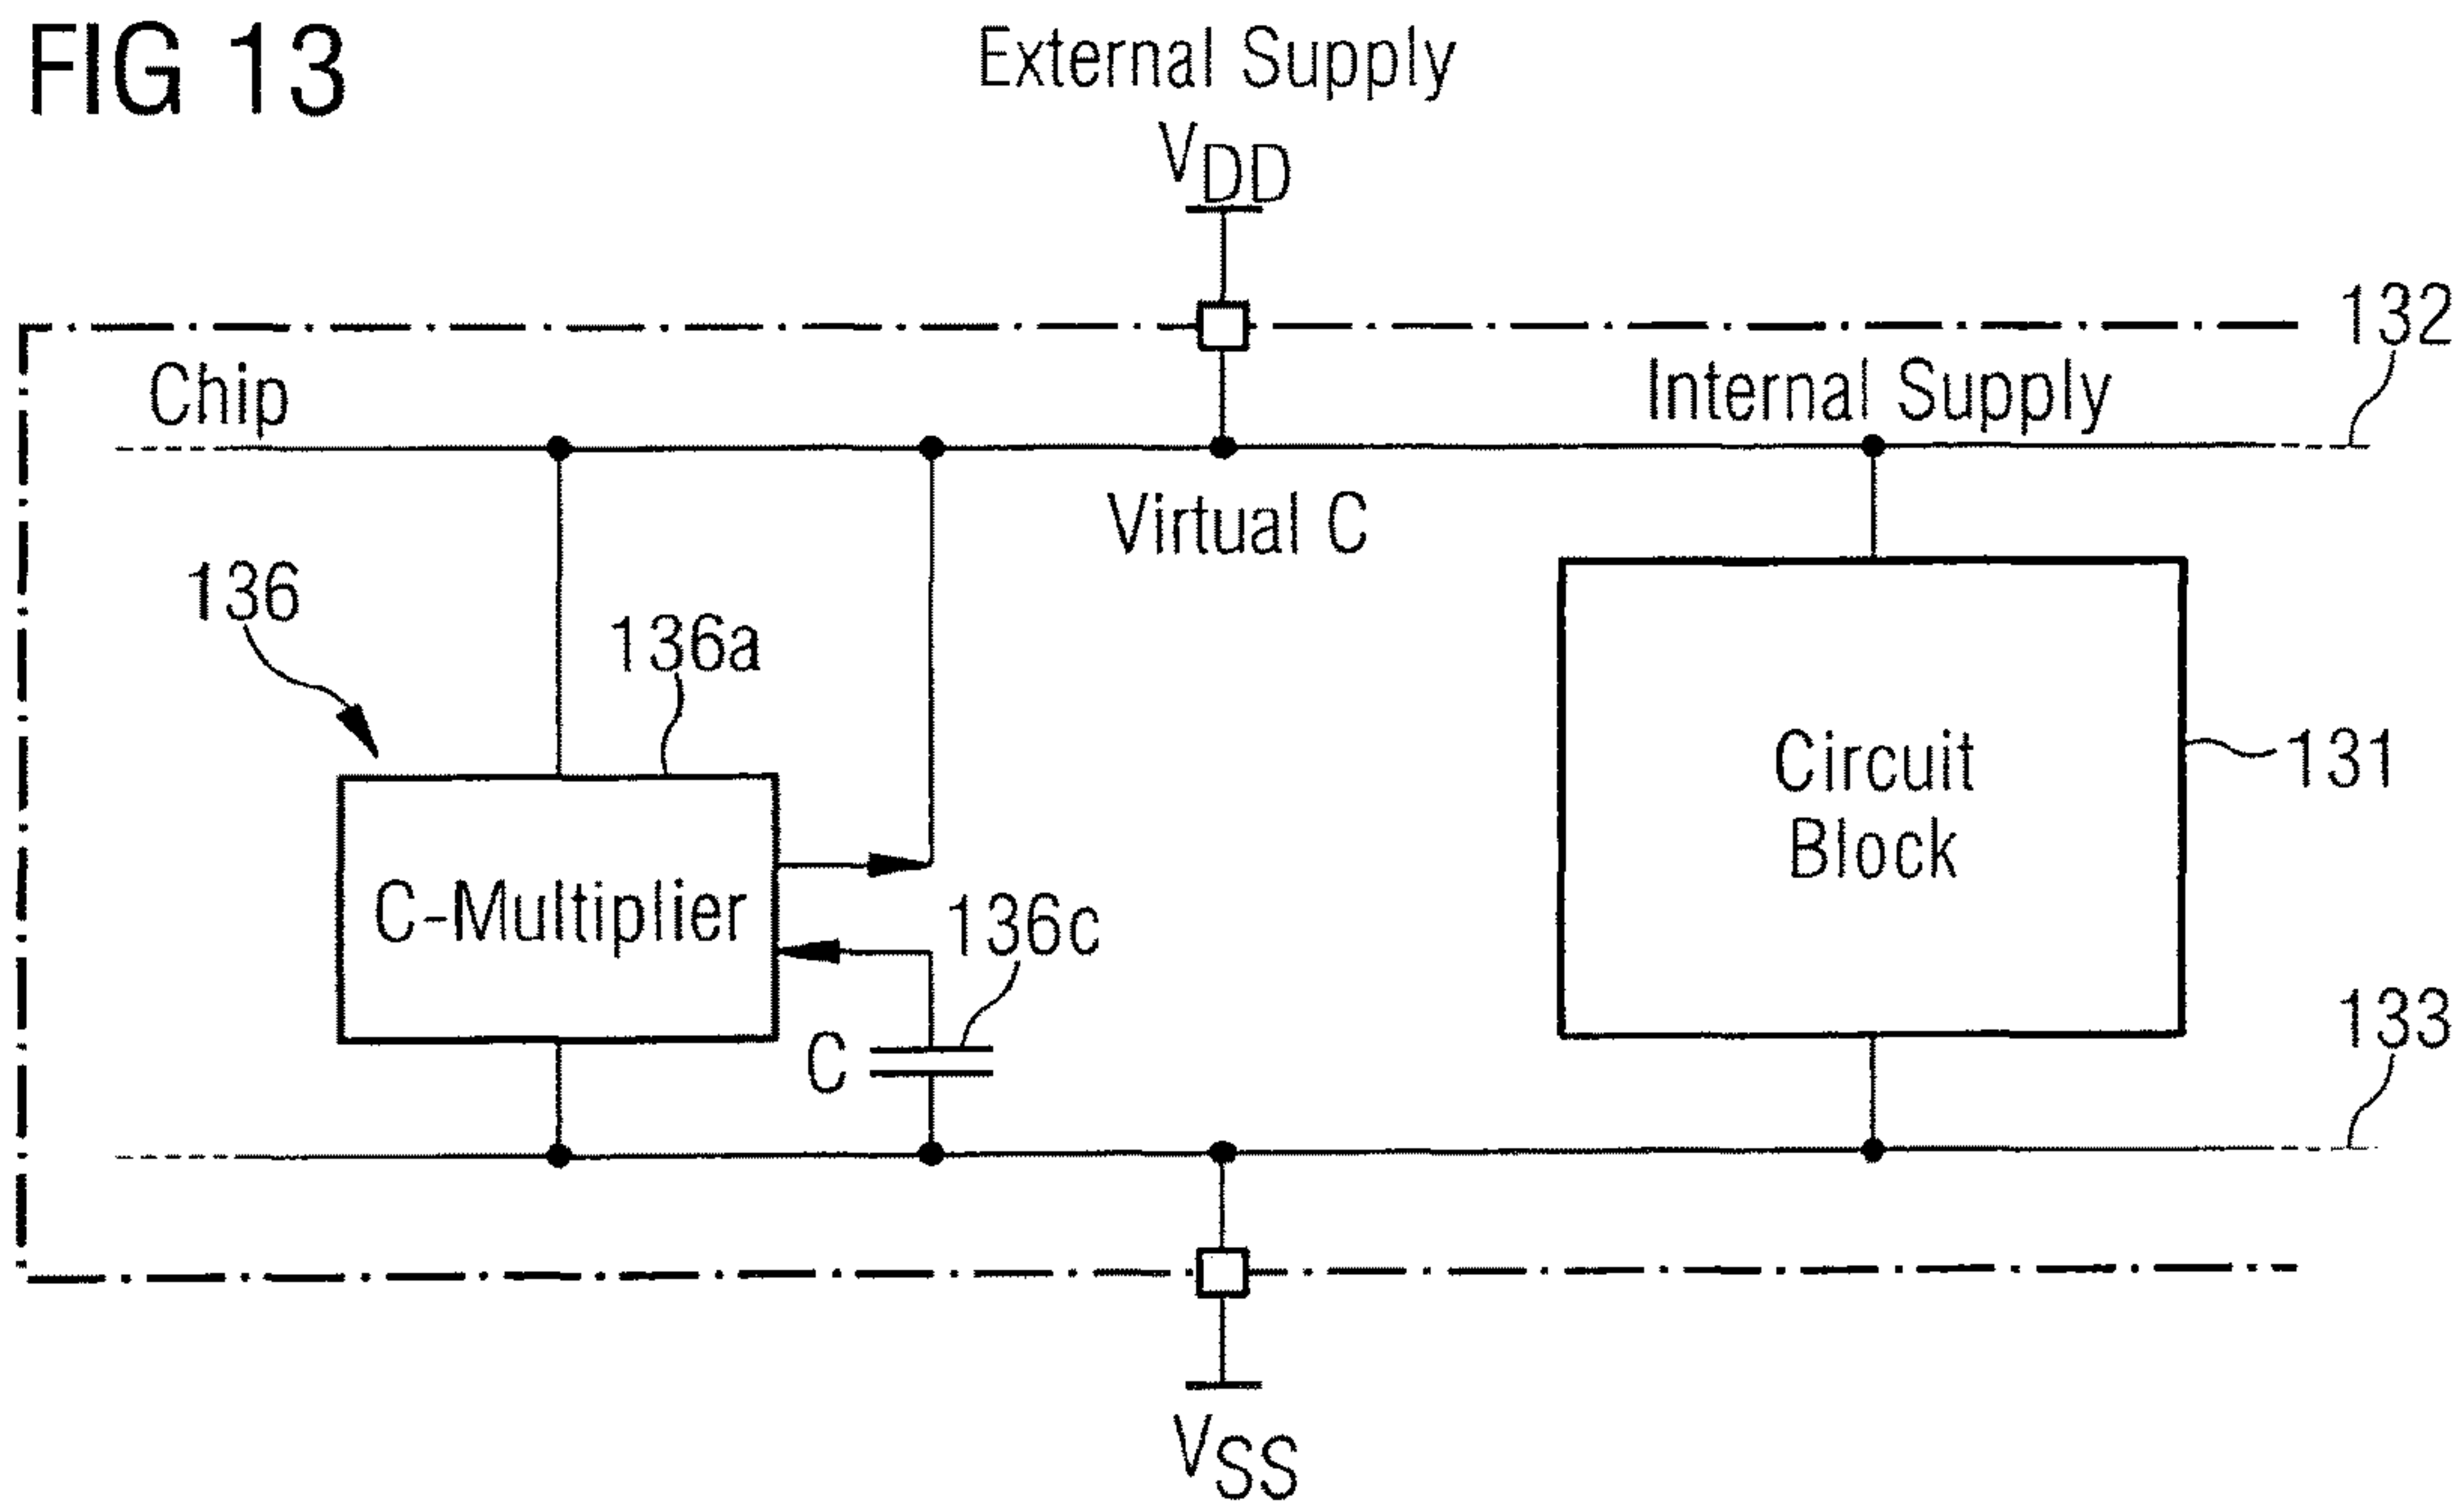 FIG 13
External Supply
VDD
132
Chip
Internal Supply
Virtual C
136
136a
Circuit
Block
131
C-Multiplier
136c
C
133
VSS